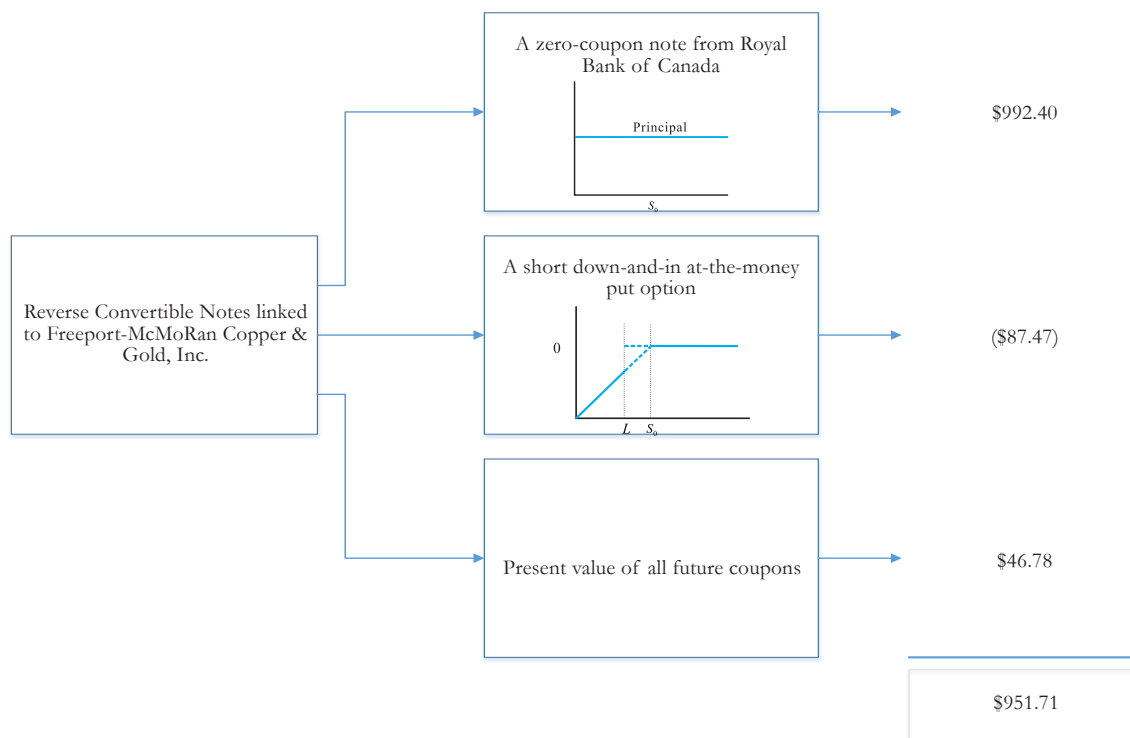 A zero-coupon note from Royal
Bank of Canada
Principal
S₀
$992.40
Reverse Convertible Notes linked
to Freeport-McMoRan Copper &
Gold, Inc.
A short down-and-in at-the-money
put option
0
L S₀
($87.47)
Present value of all future coupons
$46.78
$951.71